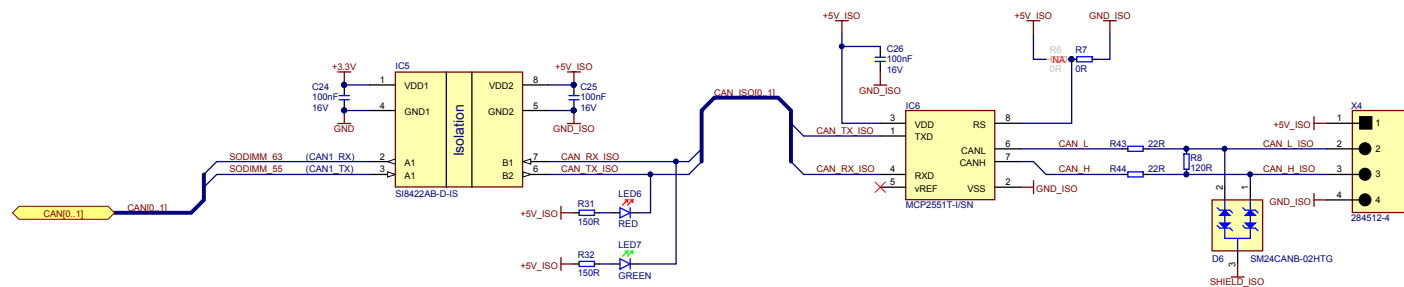 CAN[0..1]
CAN[0..1]
SODIMM_63
(CAN1_RX)
SODIMM_55
(CAN1_TX)
+3.3V
C24
100nF
16V
GND
IC5
1
VDD1
4
GND1
2
A1
3
A1
Isolation
VDD2
8
GND2
5
B1
7
B2
6
SI8422AB-D-IS
+5V_ISO
C25
100nF
16V
GND_ISO
CAN_RX_ISO
CAN_TX_ISO
+5V_ISO
R31
150R
LED6
RED
+5V_ISO
R32
150R
LED7
GREEN
CAN_ISO[0..1]
CAN_TX_ISO
CAN_RX_ISO
+5V_ISO
C26
100nF
16V
GND_ISO
+5V_ISO
GND_ISO
R6
NA
0R
R7
0R
IC6
3
VDD
1
TXD
4
RXD
5
vREF
RS
8
CANL
6
CANH
7
VSS
2
MCP2551T-I/SN
GND_ISO
CAN_L
R43
22R
CAN_H
R44
22R
R8
120R
CAN_L_ISO
CAN_H_ISO
2
1
3
D6
SM24CANB-02HTG
SHIELD_ISO
+5V_ISO
GND_ISO
X4
1
1
2
2
3
3
4
4
284512-4